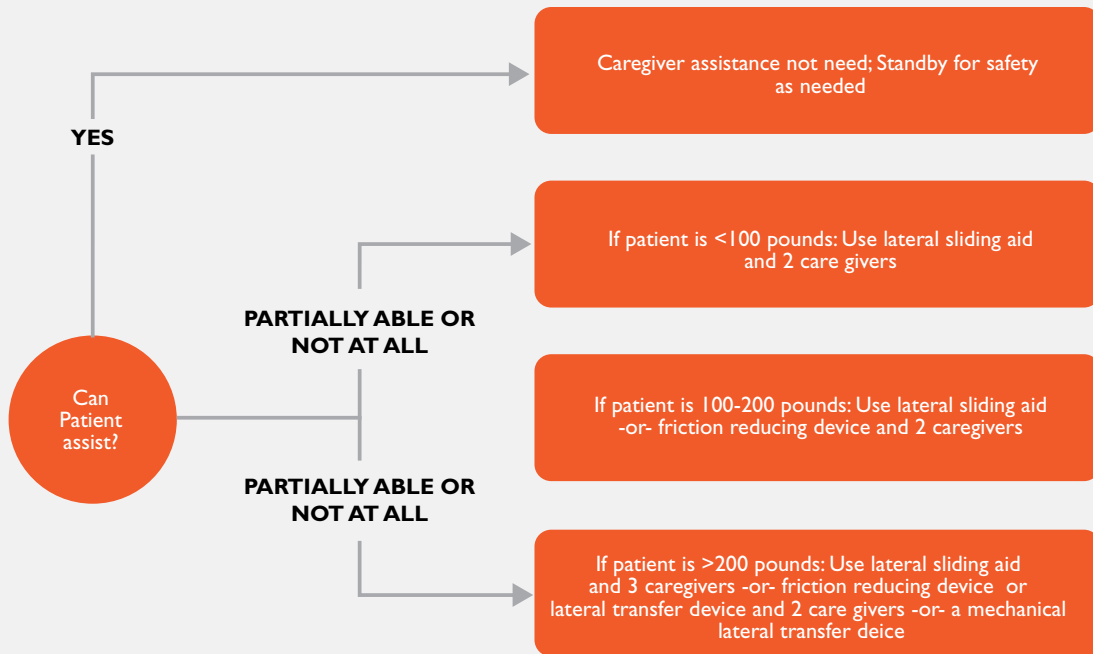 Caregiver assistance not need; Standby for safety
as needed
YES
If patient is <100 pounds: Use lateral sliding aid
and 2 care givers
PARTIALLY ABLE OR
NOT AT ALL
Can
Patient
assist?
If patient is 100-200 pounds: Use lateral sliding aid
-or- friction reducing device and 2 caregivers
PARTIALLY ABLE OR
NOT AT ALL
If patient is >200 pounds: Use lateral sliding aid
and 3 caregivers -or- friction reducing device or
lateral transfer device and 2 care givers -or- a mechanical
lateral transfer deice